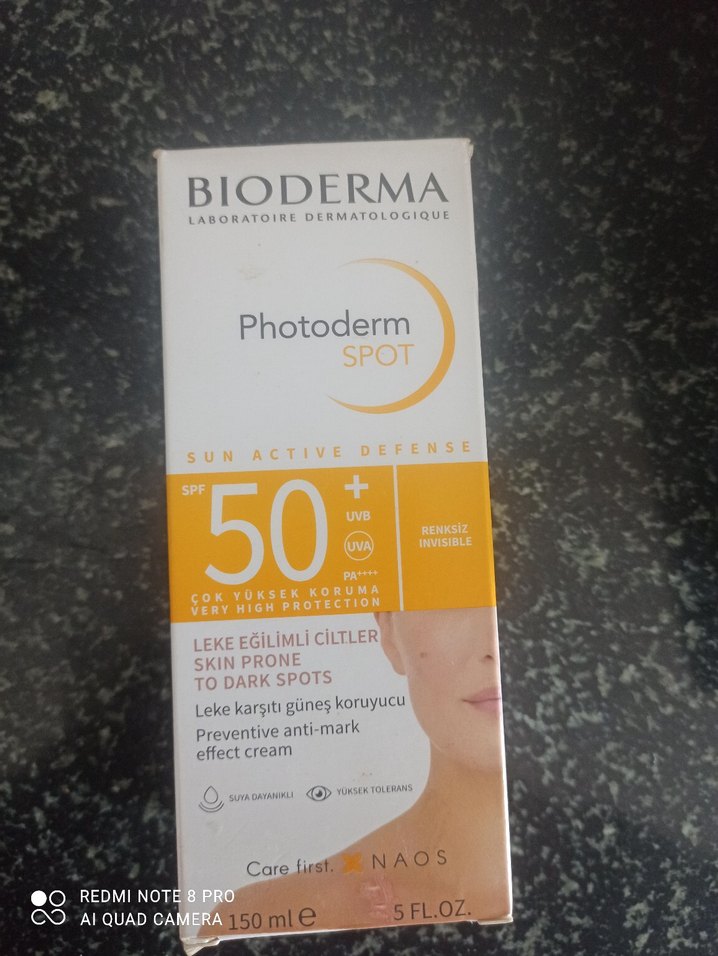 BIODERMA
LABORATOIRE DERMATOLOGIQUE
Photoderm
SPOT
SUN ACTIVE DEFENSE
SPF 50+
UVB
UVA
PA++++
RENKSİZ
INVISIBLE
ÇOK YÜKSEK KORUMA
VERY HIGH PROTECTION
LEKE EĞİLİMLİ CİLTLER
SKIN PRONE
TO DARK SPOTS
Leke karşıtı güneş koruyucu
Preventive anti-mark
effect cream
SUYA DAYANIKLI
YÜKSEK TOLERANS
Care first. NAOS
150 ml e 5 FL.OZ.
REDMI NOTE 8 PRO
AI QUAD CAMERA